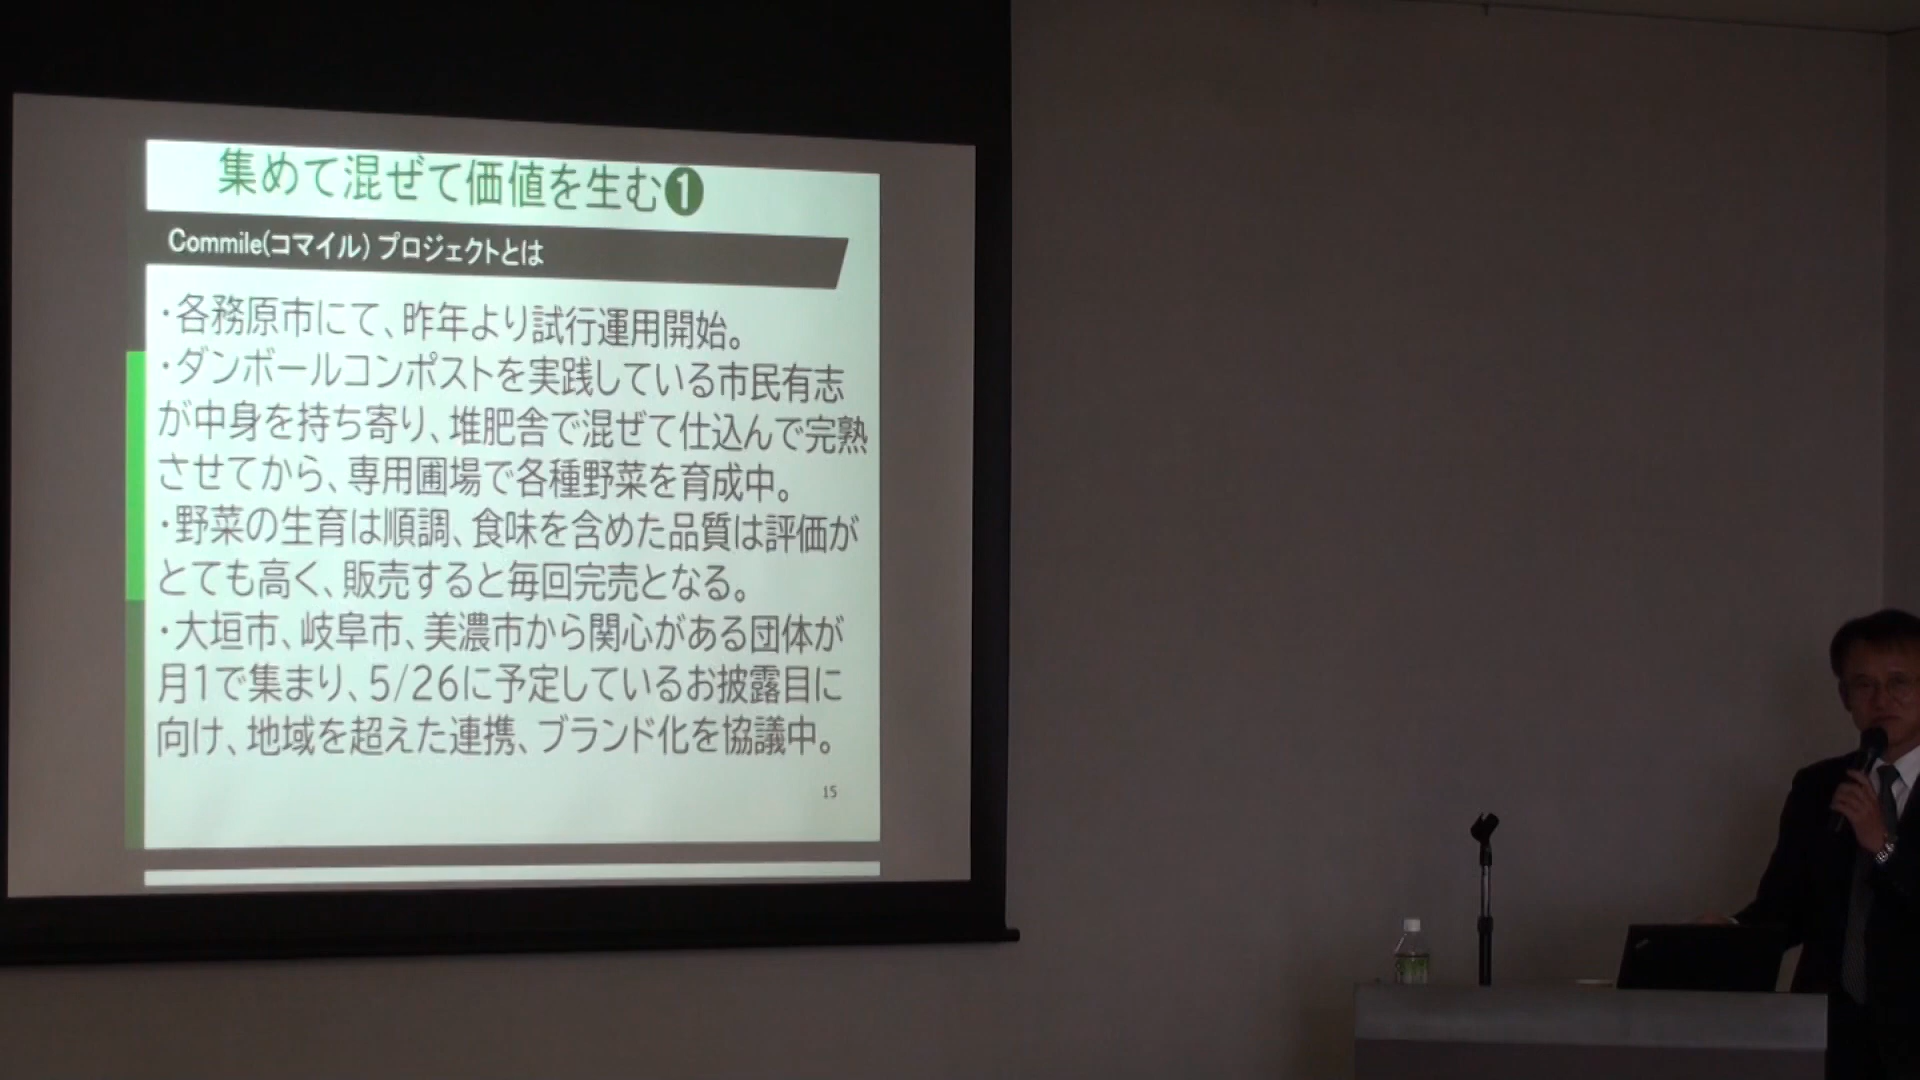 集めて混ぜて価値を生む❶
Commile(コマイル) プロジェクトとは
・各務原市にて、昨年より試行運用開始。
・ダンボールコンポストを実践している市民有志
が中身を持ち寄り、堆肥舎で混ぜて仕込んで完熟
させてから、専用圃場で各種野菜を育成中。
・野菜の生育は順調、食味を含めた品質は評価が
とても高く、販売すると毎回完売となる。
・大垣市、岐阜市、美濃市から関心がある団体が
月1で集まり、5/26に予定しているお披露目に
向け、地域を超えた連携、ブランド化を協議中。
15